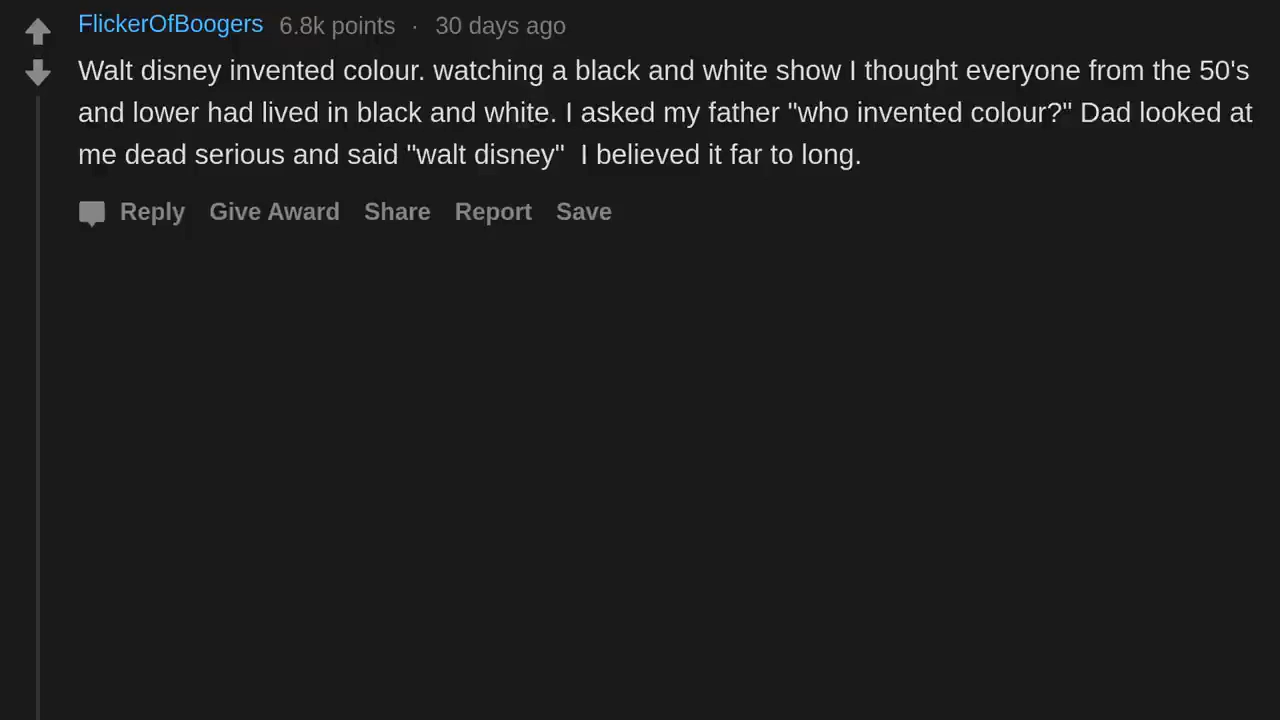 FlickerOfBoogers 6.8k points · 30 days ago
Walt disney invented colour. watching a black and white show I thought everyone from the 50's
and lower had lived in black and white. I asked my father "who invented colour?" Dad looked at
me dead serious and said "walt disney"  I believed it far to long.
Reply Give Award Share Report Save